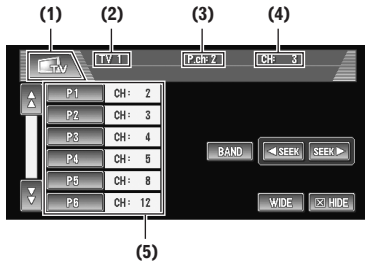 (1) (2) (3) (4)
TV TV 1 P.ch: 2 CH: 3
P1 CH: 2
P2 CH: 3
P3 CH: 4
P4 CH: 5
P5 CH: 8
P6 CH: 12
BAND ◄SEEK SEEK►
WIDE ☒ HIDE
(5)